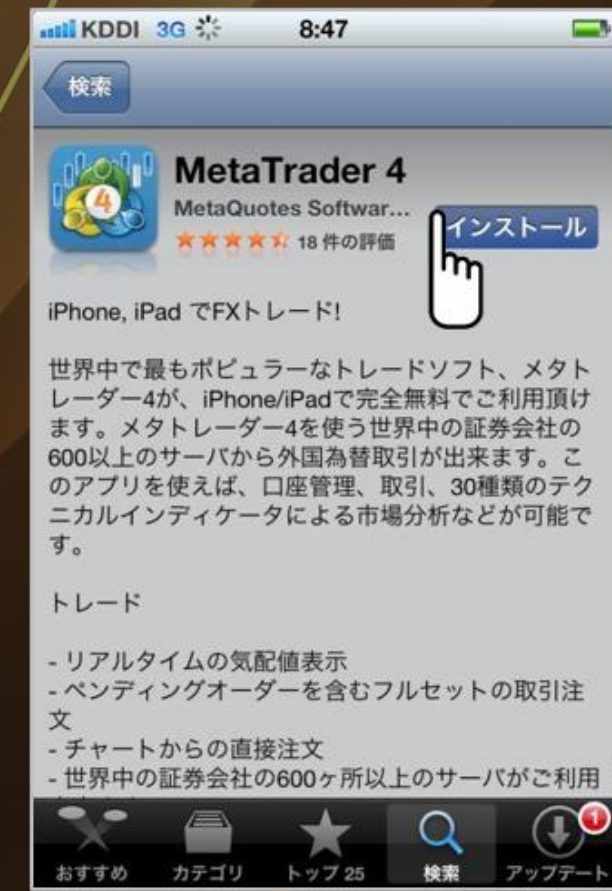 KDDI 3G 8:47
検索
MetaTrader 4
MetaQuotes Softwar...
18 件の評価
インストール
iPhone, iPad でFXトレード!
世界中で最もポピュラーなトレードソフト、メタト
レーダー4が、iPhone/iPadで完全無料でご利用頂け
ます。メタトレーダー4を使う世界中の証券会社の
600以上のサーバから外国為替取引が出来ます。こ
のアプリを使えば、口座管理、取引、30種類のテク
ニカルインディケータによる市場分析などが可能で
す。
トレード
- リアルタイムの気配値表示
- ペンディングオーダーを含むフルセットの取引注
文
- チャートからの直接注文
- 世界中の証券会社の600ヶ所以上のサーバがご利用
1
おすすめ カテゴリ トップ 25 検索 アップデート